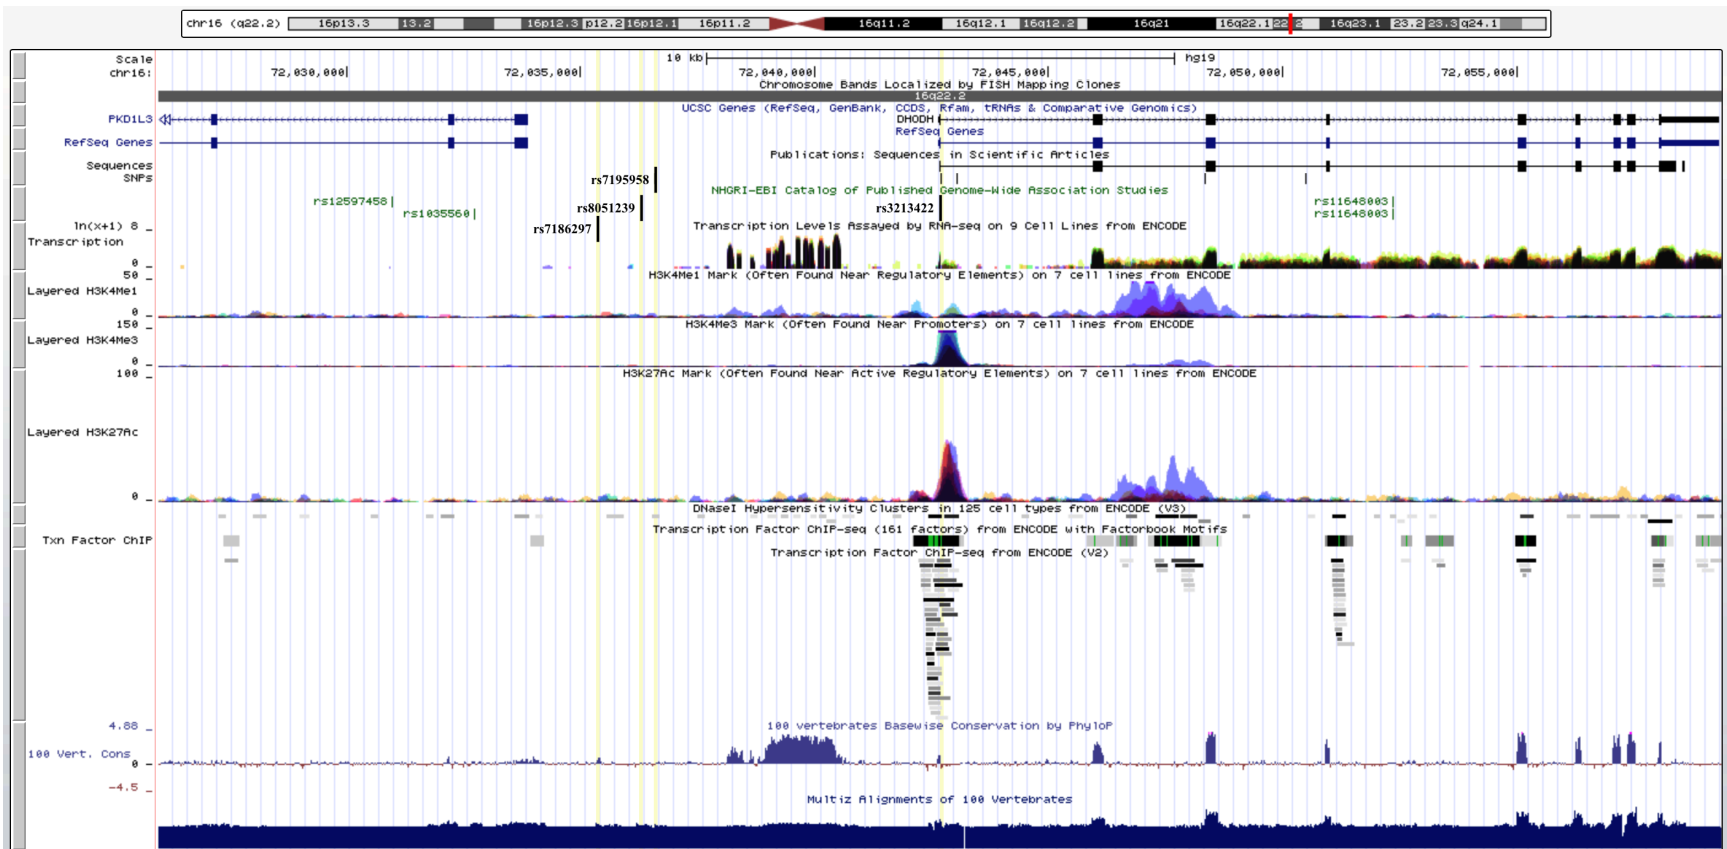 chr16 (q22.2) 16p13.3 13.2 16p12.3 p12.2 16p12.1 16p11.2 16q11.2 16q12.1 16q12.2 16q21 16q22.1 16q23.1 23.2 23.3 q24.1
Scale 10 kb hg19
chr16: 72,030,000 72,035,000 72,040,000 72,045,000 72,050,000 72,055,000
Chromosome Bands Localized by FISH Mapping Clones
16q22.2
UCSC Genes (RefSeq, GenBank, CCDS, Rfam, tRNAs & Comparative Genomics)
PKD1L3 DHODH
RefSeq Genes
RefSeq Genes
Publications: Sequences in Scientific Articles
Sequences
SNPs rs7195958
NHGRI-EBI Catalog of Published Genome-Wide Association Studies
rs12597458 rs11648003
rs8051239 rs3213422
rs1035560 rs11648003
ln(x+1) 8 rs7186297 Transcription Levels Assayed by RNA-seq on 9 Cell Lines from ENCODE
Transcription
0
50 H3K4Me1 Mark (Often Found Near Regulatory Elements) on 7 cell lines from ENCODE
Layered H3K4Me1
0
150 H3K4Me3 Mark (Often Found Near Promoters) on 7 cell lines from ENCODE
Layered H3K4Me3
0
100 H3K27Ac Mark (Often Found Near Active Regulatory Elements) on 7 cell lines from ENCODE
Layered H3K27Ac
0
DNaseI Hypersensitivity Clusters in 125 cell types from ENCODE (V3)
Transcription Factor ChIP-seq (161 factors) from ENCODE with Factorbook Motifs
Txn Factor ChIP
Transcription Factor ChIP-seq from ENCODE (V2)
4.88 100 vertebrates Basewise Conservation by PhyloP
100 Vert. Cons
0
-4.5
Multiz Alignments of 100 Vertebrates